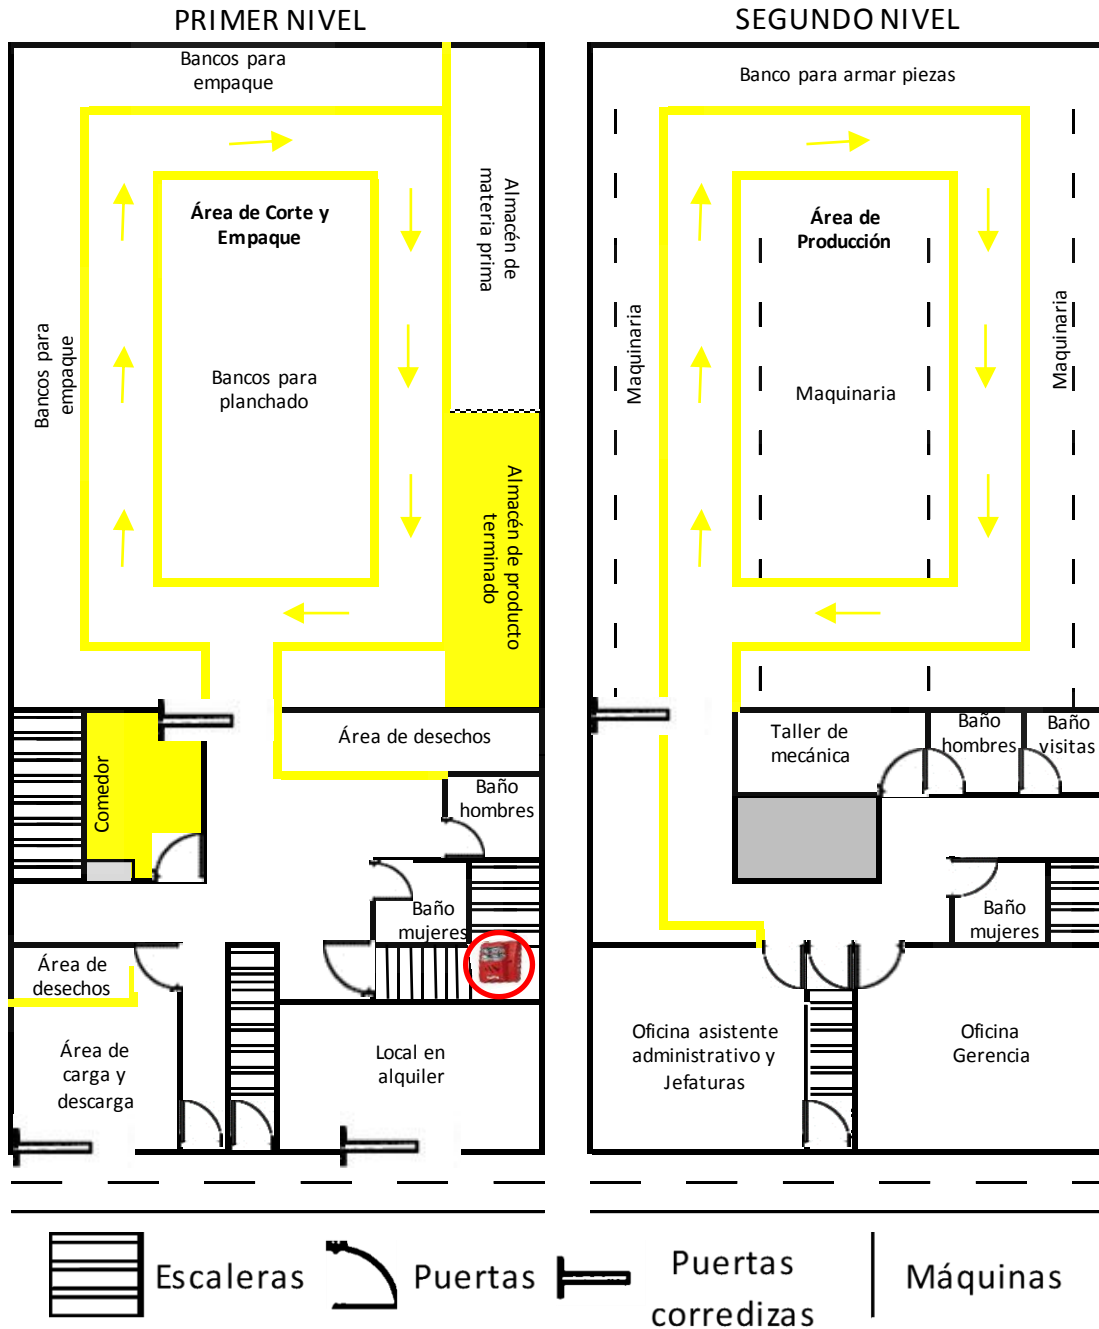 PRIMER NIVEL
Bancos para
empaque
Área de Corte y
Empaque
Almacén de
materia prima
Bancos para
empaque
Bancos para
planchado
Almacén de producto
terminado
Área de desechos
Comedor
Baño
hombres
Baño
mujeres
Área de
desechos
Área de
carga y
descarga
Local en
alquiler
SEGUNDO NIVEL
Banco para armar piezas
Área de
Producción
Maquinaria
Maquinaria
Maquinaria
Taller de
mecánica
Baño
hombres
Baño
visitas
Baño
mujeres
Oficina asistente
administrativo y
Jefaturas
Oficina
Gerencia
Escaleras
Puertas
Puertas
corredizas
Máquinas